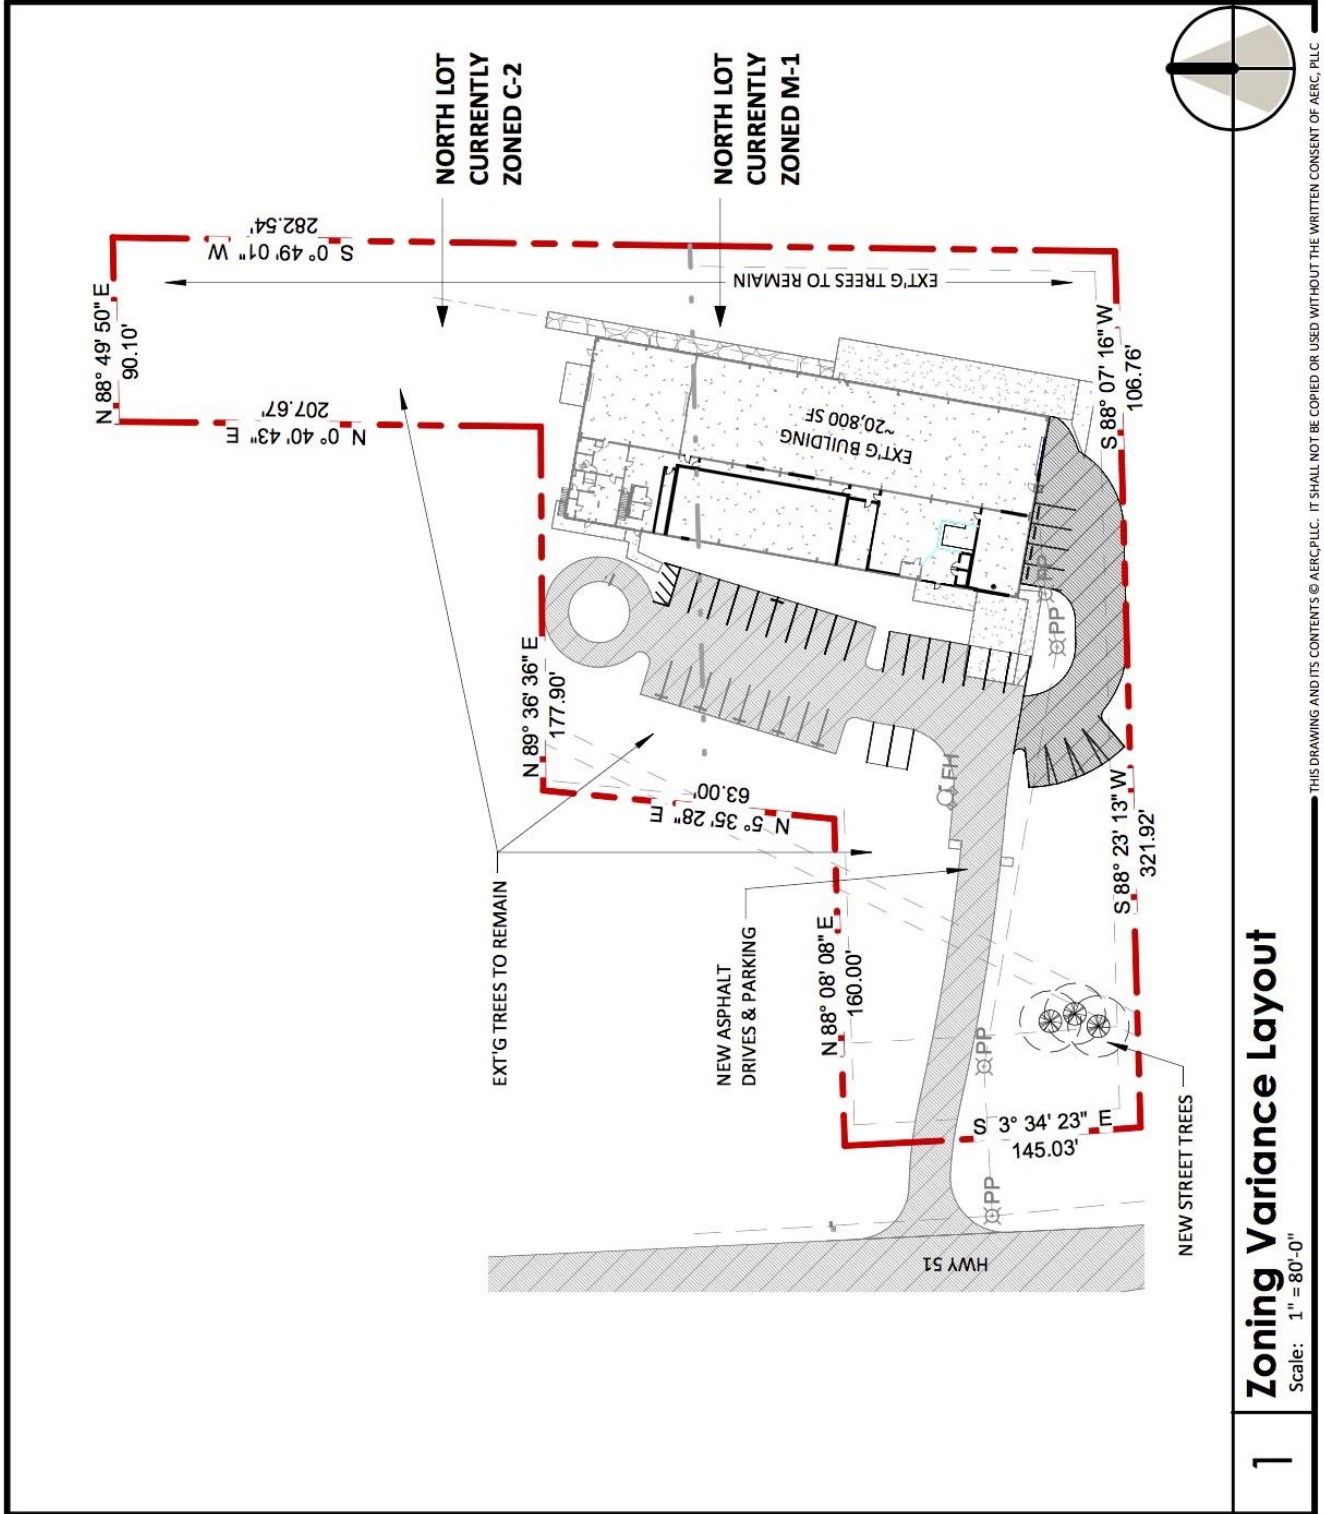 NORTH LOT
CURRENTLY
ZONED C-2
NORTH LOT
CURRENTLY
ZONED M-1
S 0° 49' 01" W
282.54'
N 88° 49' 50" E
90.10'
N 0° 40' 43" E
207.67'
EXT'G TREES TO REMAIN
EXT'G BUILDING
~20,800 SF
S 88° 07' 16" W
106.76'
N 89° 36' 36" E
177.90'
N 5° 35' 28" E
63.00'
PP
PP
FH
EXT'G TREES TO REMAIN
NEW ASPHALT
DRIVES & PARKING
N 88° 08' 08" E
160.00'
S 88° 23' 13" W
321.92'
PP
S 3° 34' 23" E
145.03'
PP
NEW STREET TREES
HWY 51
1
Zoning Variance Layout
Scale: 1" = 80'-0"
THIS DRAWING AND ITS CONTENTS © AERC,PLLC. IT SHALL NOT BE COPIED OR USED WITHOUT THE WRITTEN CONSENT OF AERC, PLLC